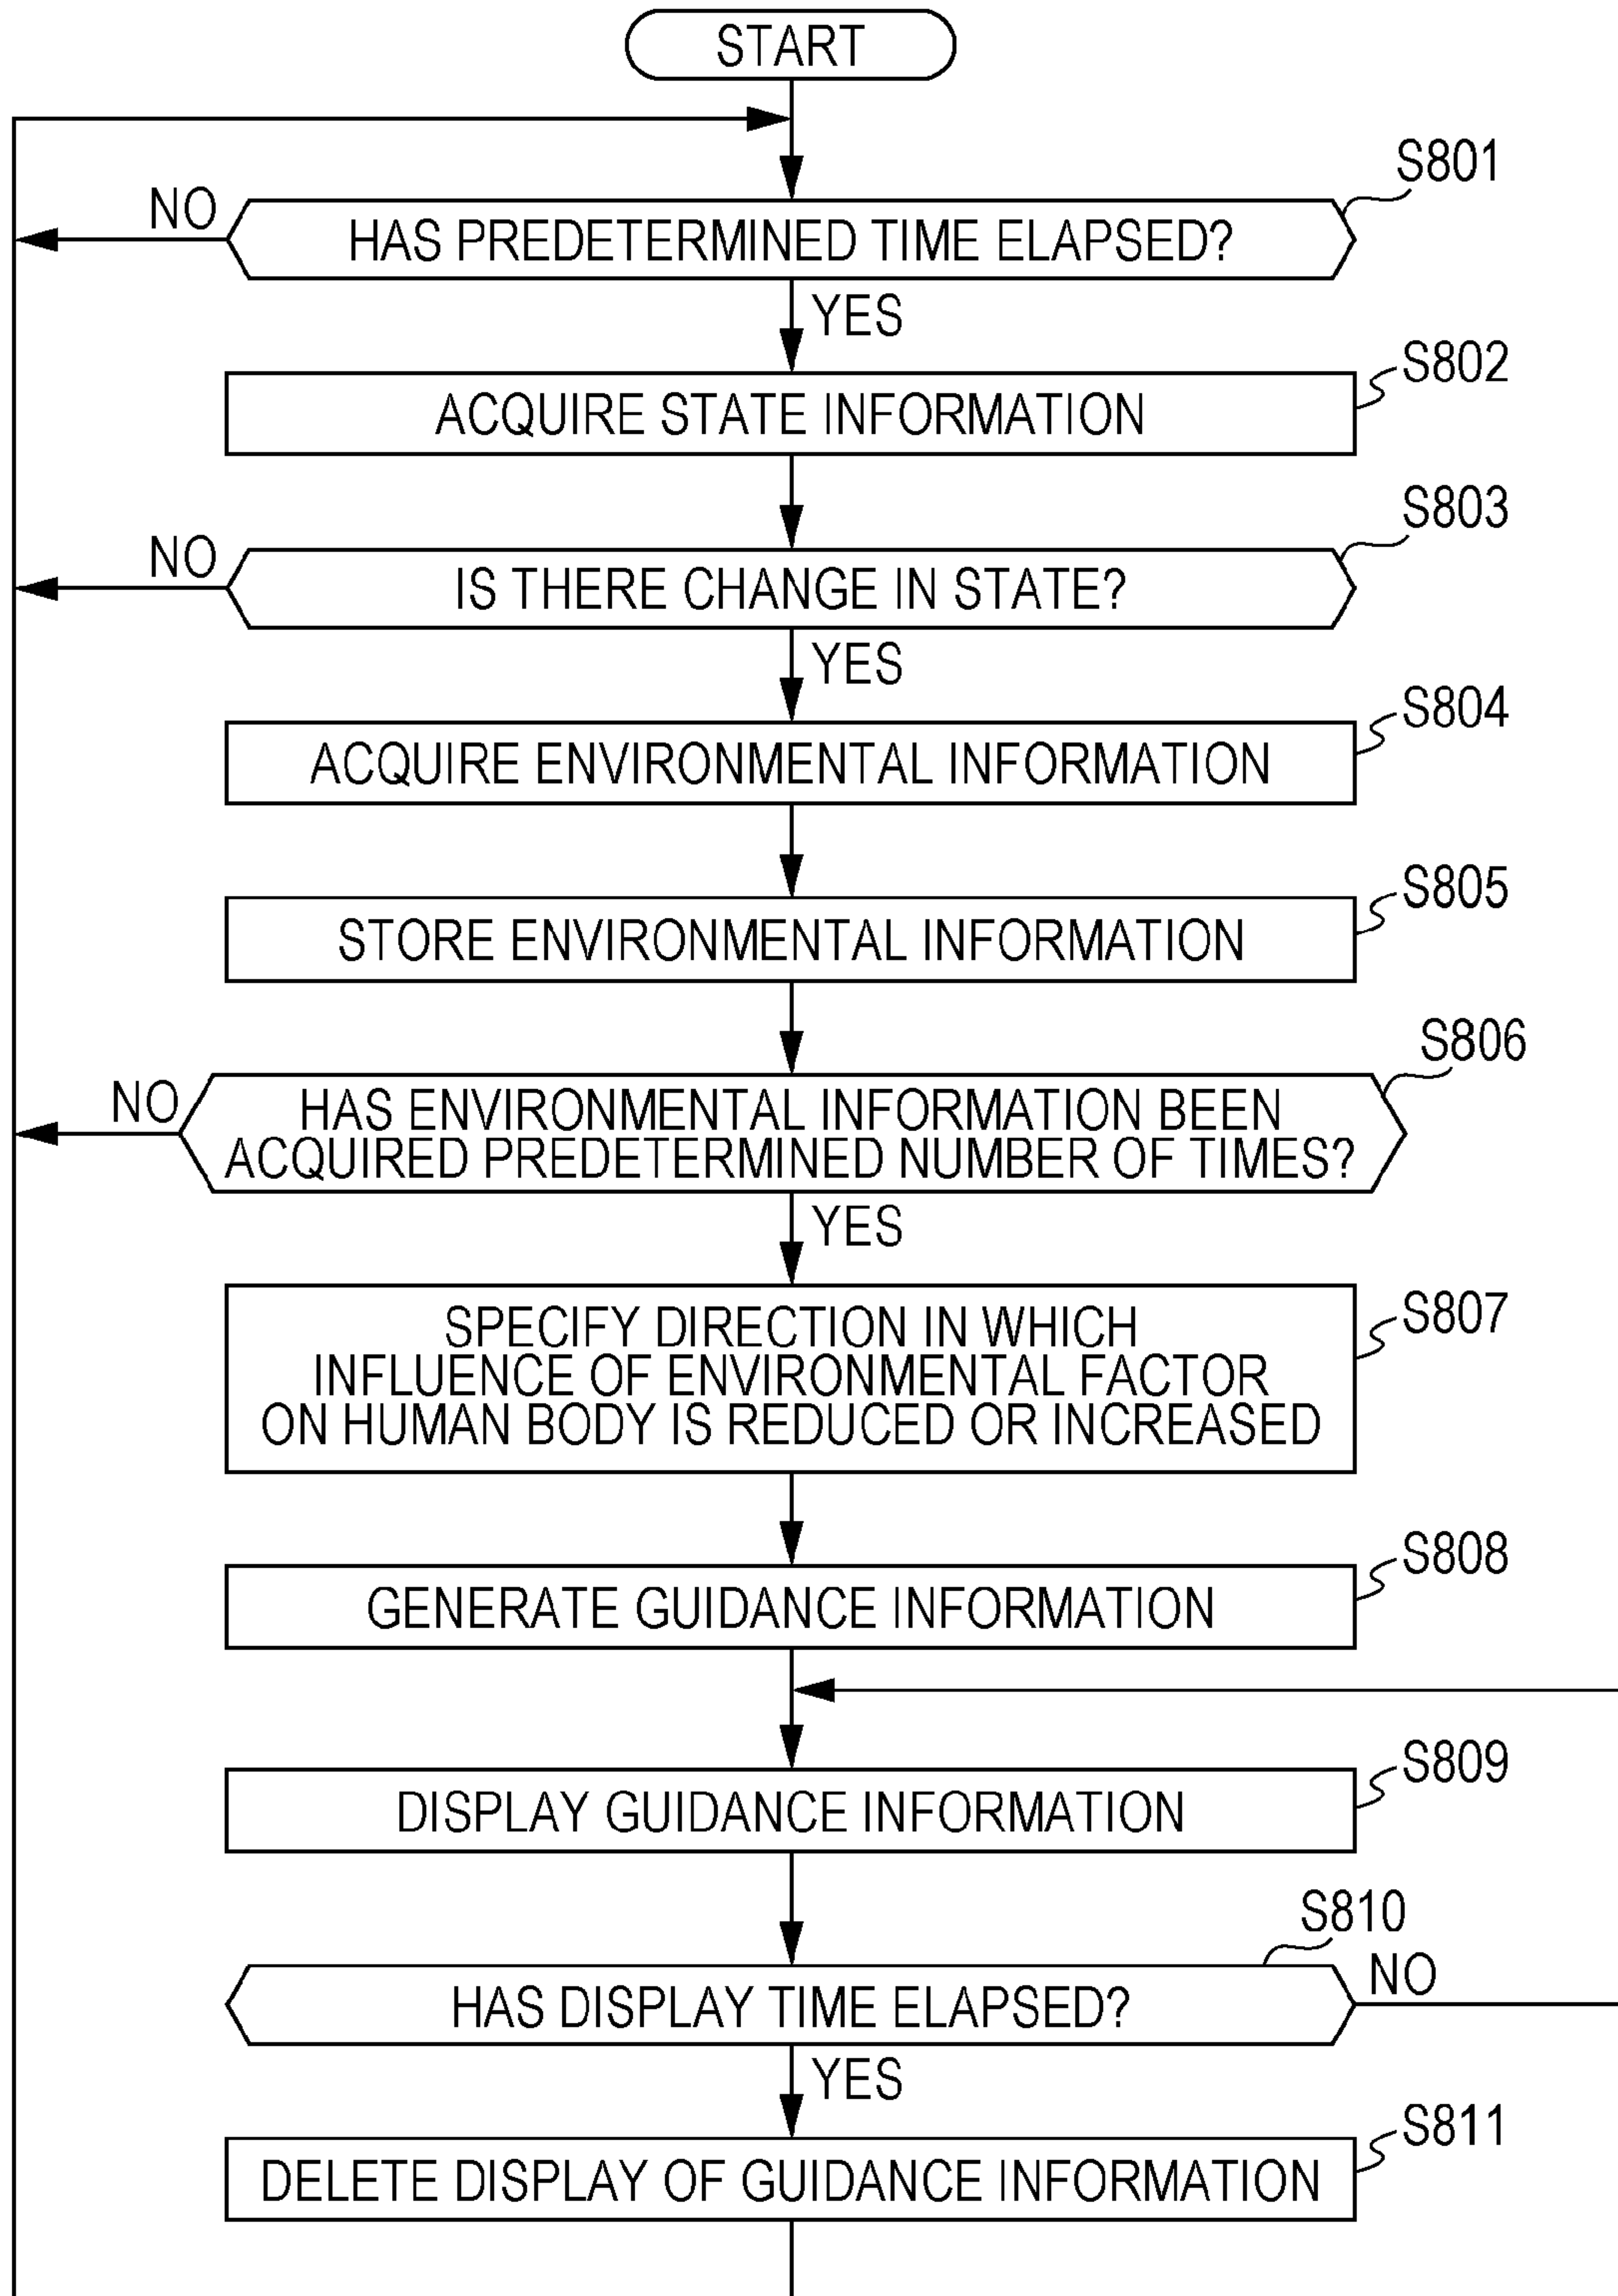 START
S801
NO
HAS PREDETERMINED TIME ELAPSED?
YES
S802
ACQUIRE STATE INFORMATION
S803
NO
IS THERE CHANGE IN STATE?
YES
S804
ACQUIRE ENVIRONMENTAL INFORMATION
S805
STORE ENVIRONMENTAL INFORMATION
S806
NO
HAS ENVIRONMENTAL INFORMATION BEEN
ACQUIRED PREDETERMINED NUMBER OF TIMES?
YES
S807
SPECIFY DIRECTION IN WHICH
INFLUENCE OF ENVIRONMENTAL FACTOR
ON HUMAN BODY IS REDUCED OR INCREASED
S808
GENERATE GUIDANCE INFORMATION
S809
DISPLAY GUIDANCE INFORMATION
S810
NO
HAS DISPLAY TIME ELAPSED?
YES
S811
DELETE DISPLAY OF GUIDANCE INFORMATION